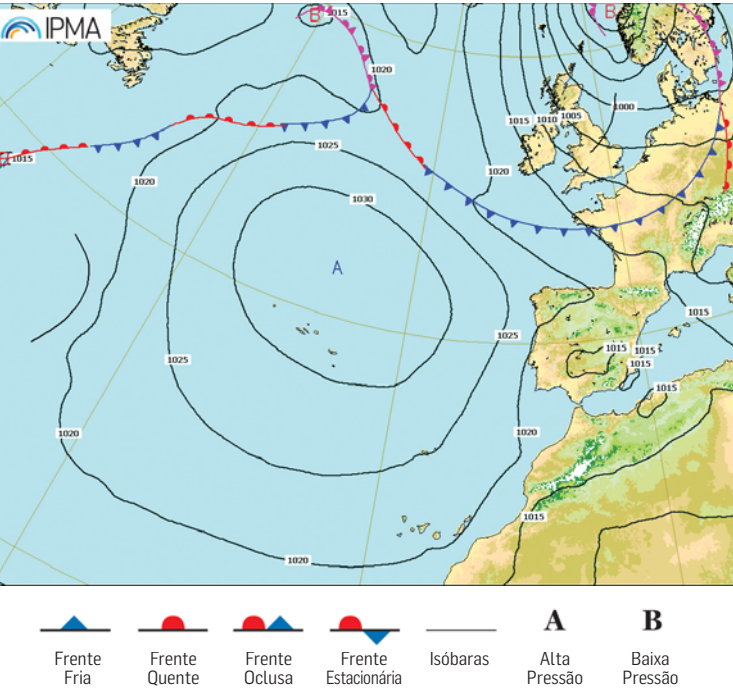 IPMA
B
1015
B
1020
1000
1015
1010
1005
1015
1025
1020
1020
1030
A
1015
1025
1015
1015
1025
1015
1015
1020
1020
1015
1020
A
B
Frente
Fria
Frente
Quente
Frente
Oclusa
Frente
Estacionária
Isóbaras
Alta
Pressão
Baixa
Pressão